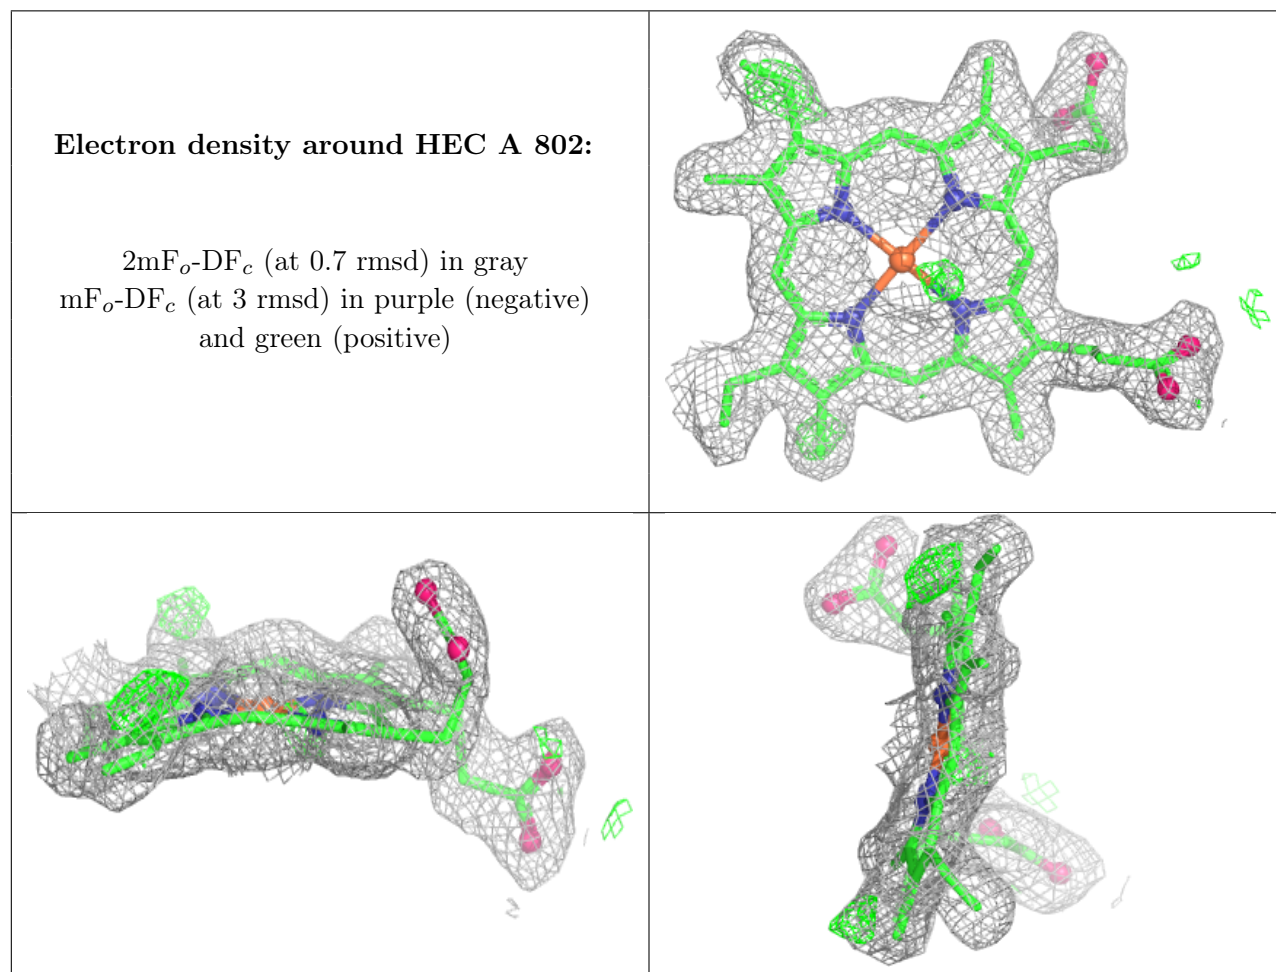 Electron density around HEC A 802:
2mFo-DFc (at 0.7 rmsd) in gray
mFo-DFc (at 3 rmsd) in purple (negative)
and green (positive)